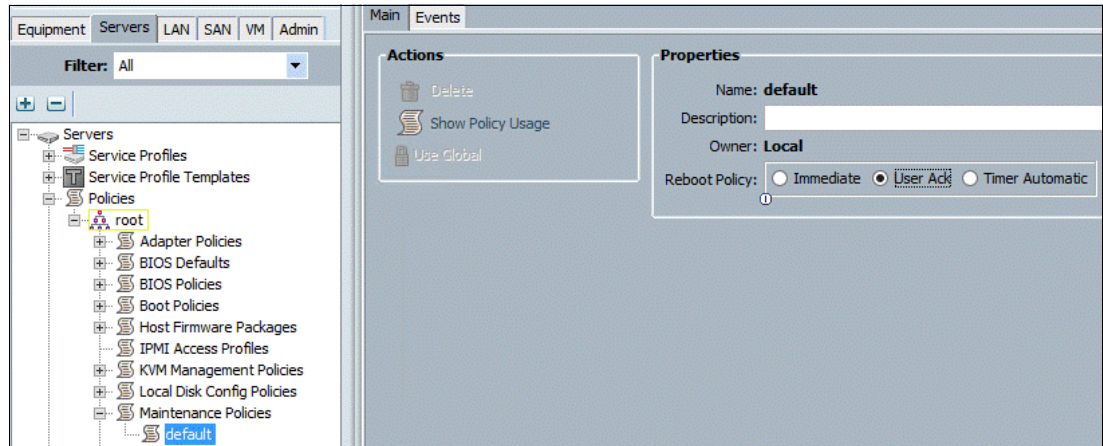 Equipment Servers LAN SAN VM Admin
Filter: All
Servers
Service Profiles
Service Profile Templates
Policies
root
Adapter Policies
BIOS Defaults
BIOS Policies
Boot Policies
Host Firmware Packages
IPMI Access Profiles
KVM Management Policies
Local Disk Config Policies
Maintenance Policies
default
Main Events
Actions
Delete
Show Policy Usage
Use Global
Properties
Name: default
Description:
Owner: Local
Reboot Policy: Immediate User Ack Timer Automatic